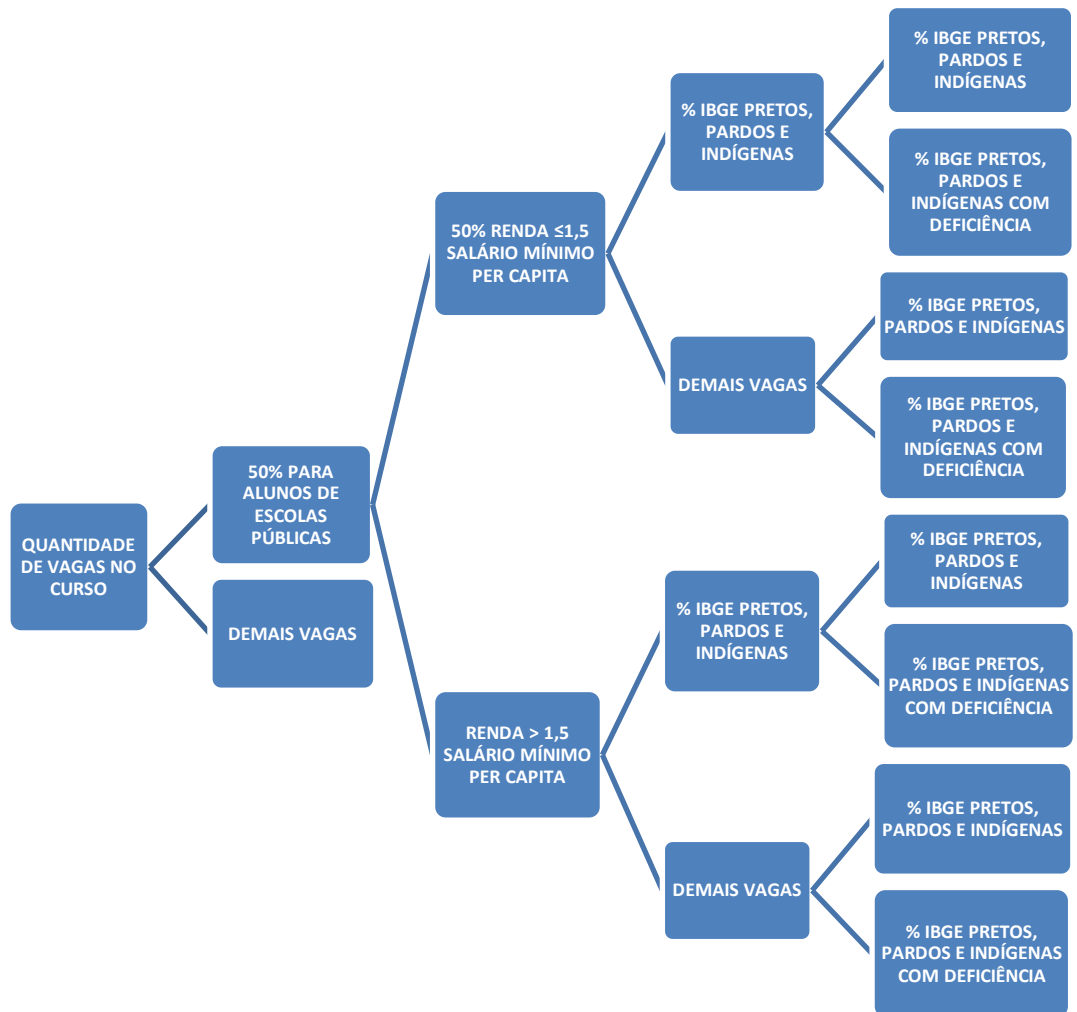 QUANTIDADE
DE VAGAS NO
CURSO
50% PARA
ALUNOS DE
ESCOLAS
PÚBLICAS
DEMAIS VAGAS
50% RENDA ≤1,5
SALÁRIO MÍNIMO
PER CAPITA
RENDA > 1,5
SALÁRIO MÍNIMO
PER CAPITA
% IBGE PRETOS,
PARDOS E
INDÍGENAS
DEMAIS VAGAS
% IBGE PRETOS,
PARDOS E
INDÍGENAS
DEMAIS VAGAS
% IBGE PRETOS,
PARDOS E
INDÍGENAS
% IBGE PRETOS,
PARDOS E
INDÍGENAS COM
DEFICIÊNCIA
% IBGE PRETOS,
PARDOS E INDÍGENAS
% IBGE PRETOS,
PARDOS E
INDÍGENAS COM
DEFICIÊNCIA
% IBGE PRETOS,
PARDOS E
INDÍGENAS
% IBGE PRETOS,
PARDOS E INDÍGENAS
COM DEFICIÊNCIA
% IBGE PRETOS,
PARDOS E INDÍGENAS
% IBGE PRETOS,
PARDOS E INDÍGENAS
COM DEFICIÊNCIA